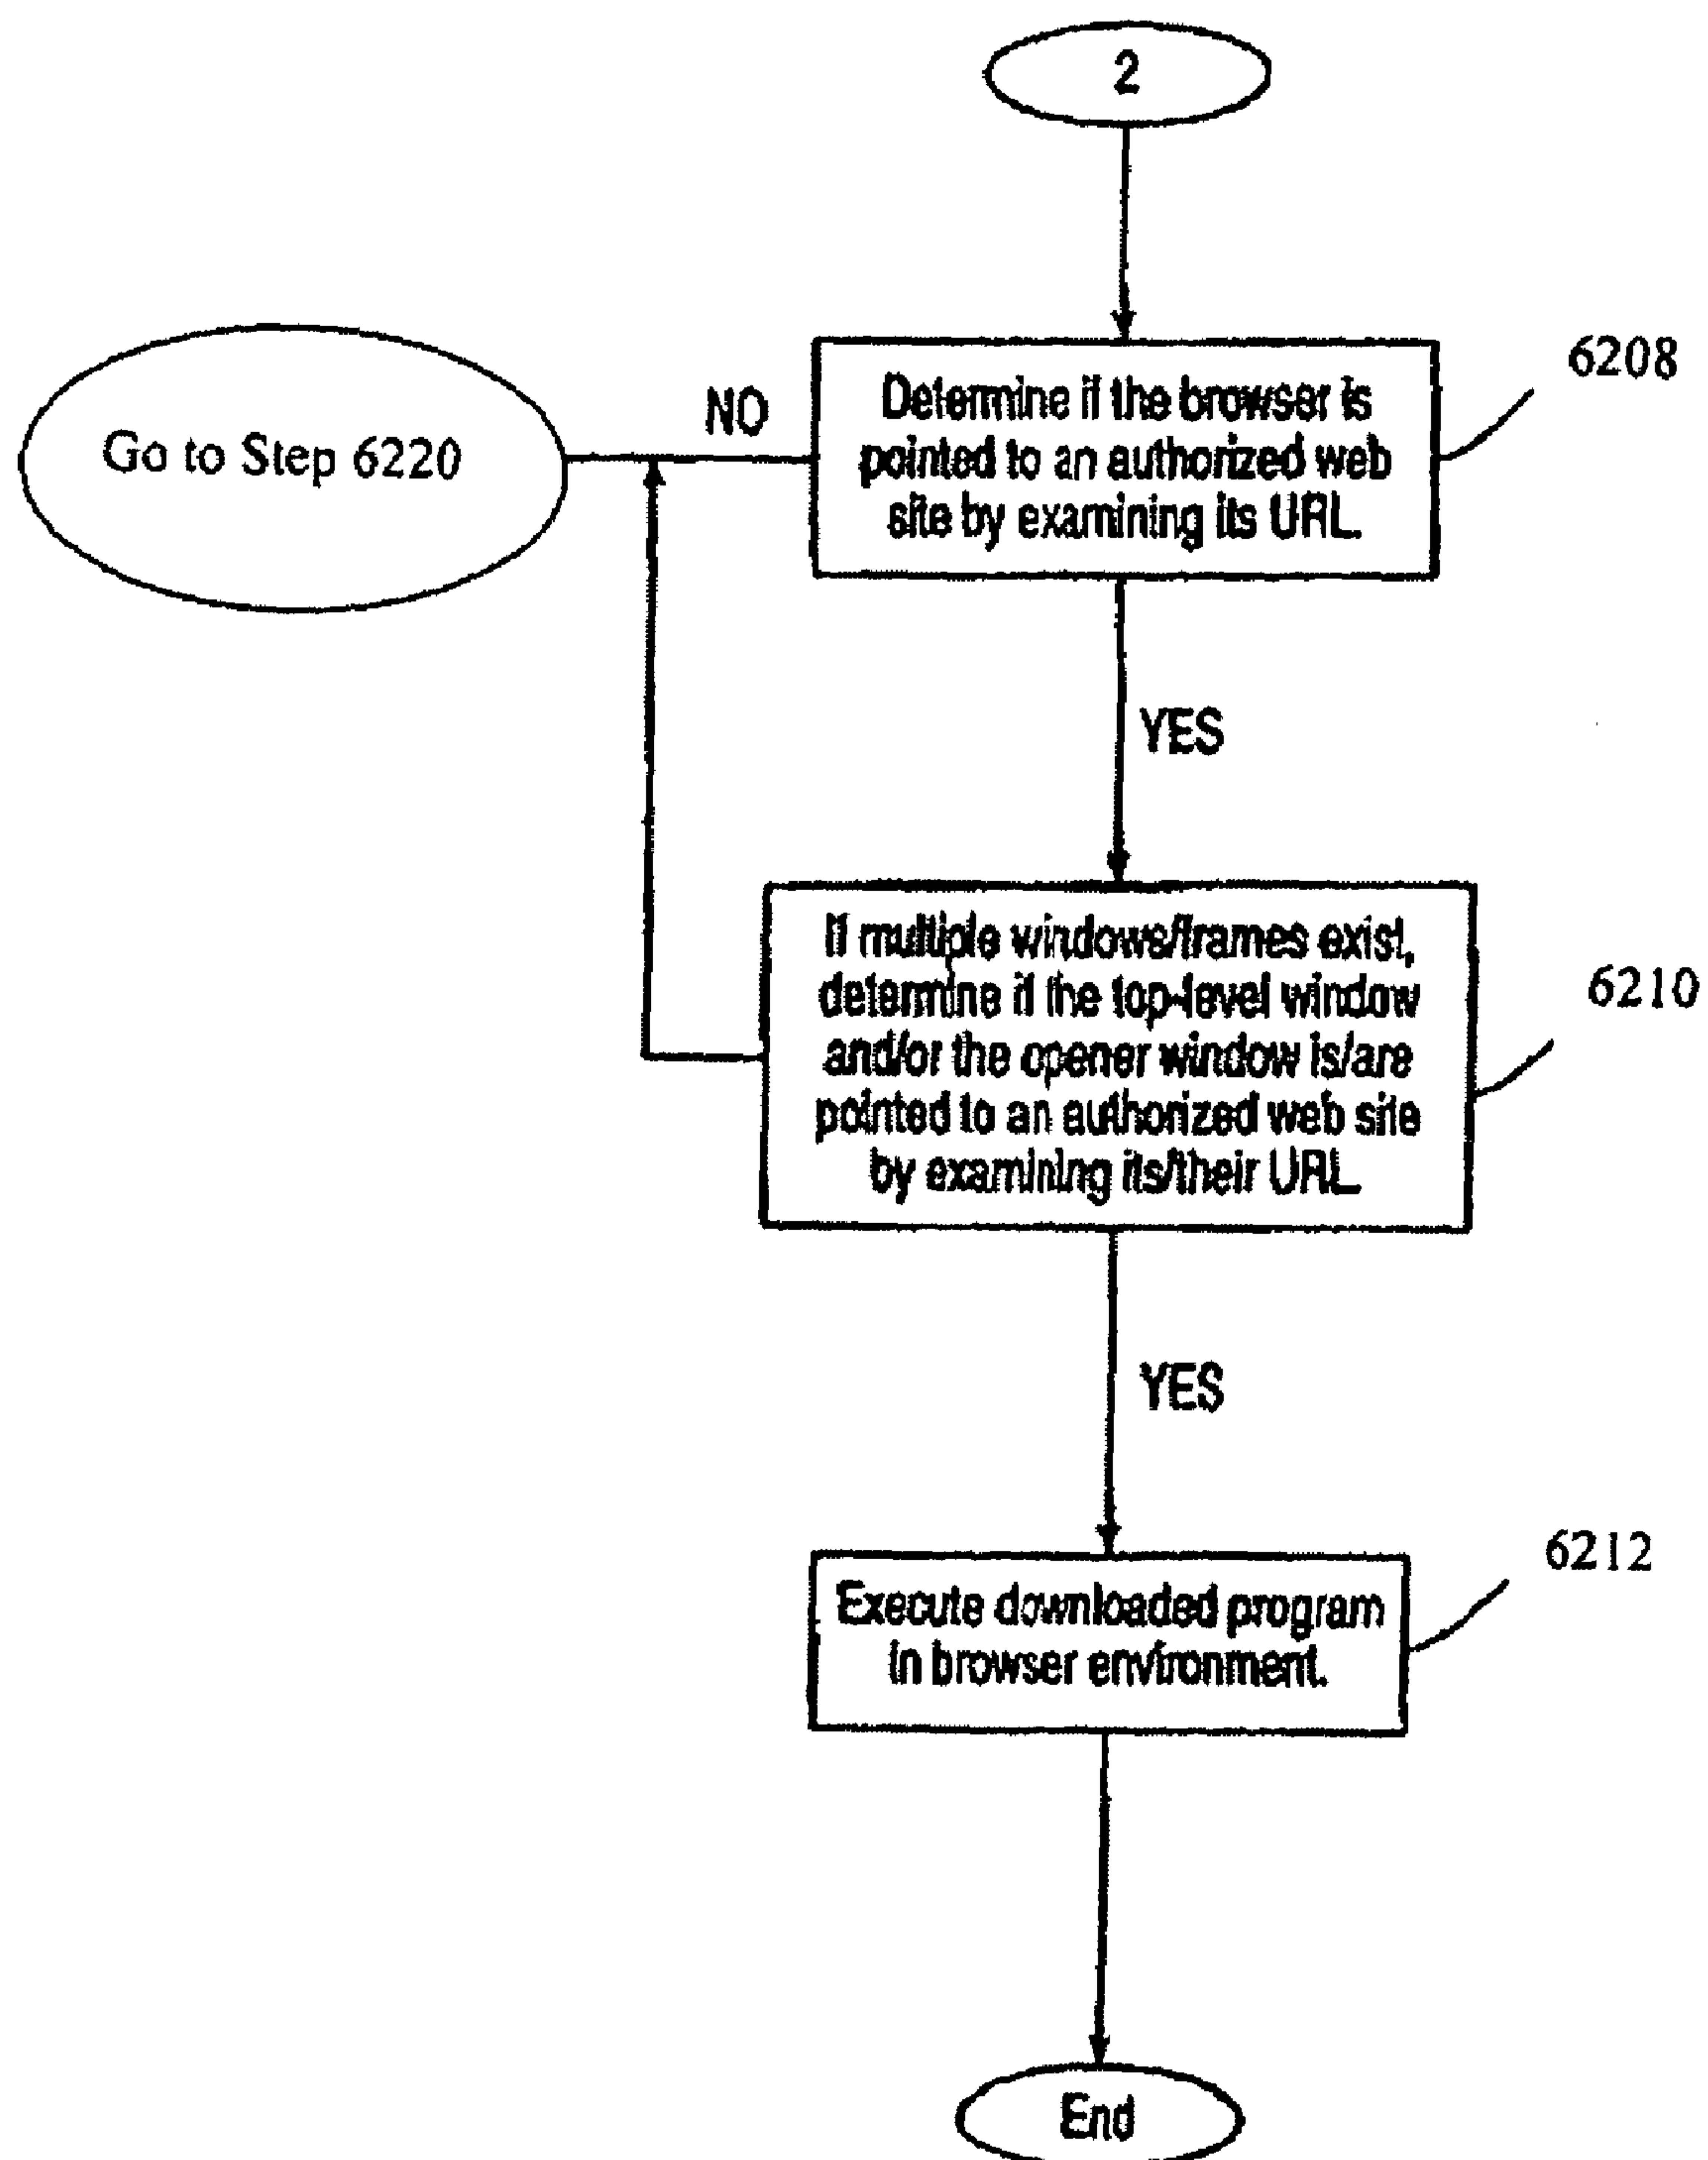 2
6208
Determine if the browser is
pointed to an authorized web
site by examining its URL.
NO
Go to Step 6220
YES
If multiple windows/frames exist,
determine if the top-level window
and/or the opener window is/are
pointed to an authorized web site
by examining its/their URL.
6210
YES
6212
Execute downloaded program
in browser environment.
End